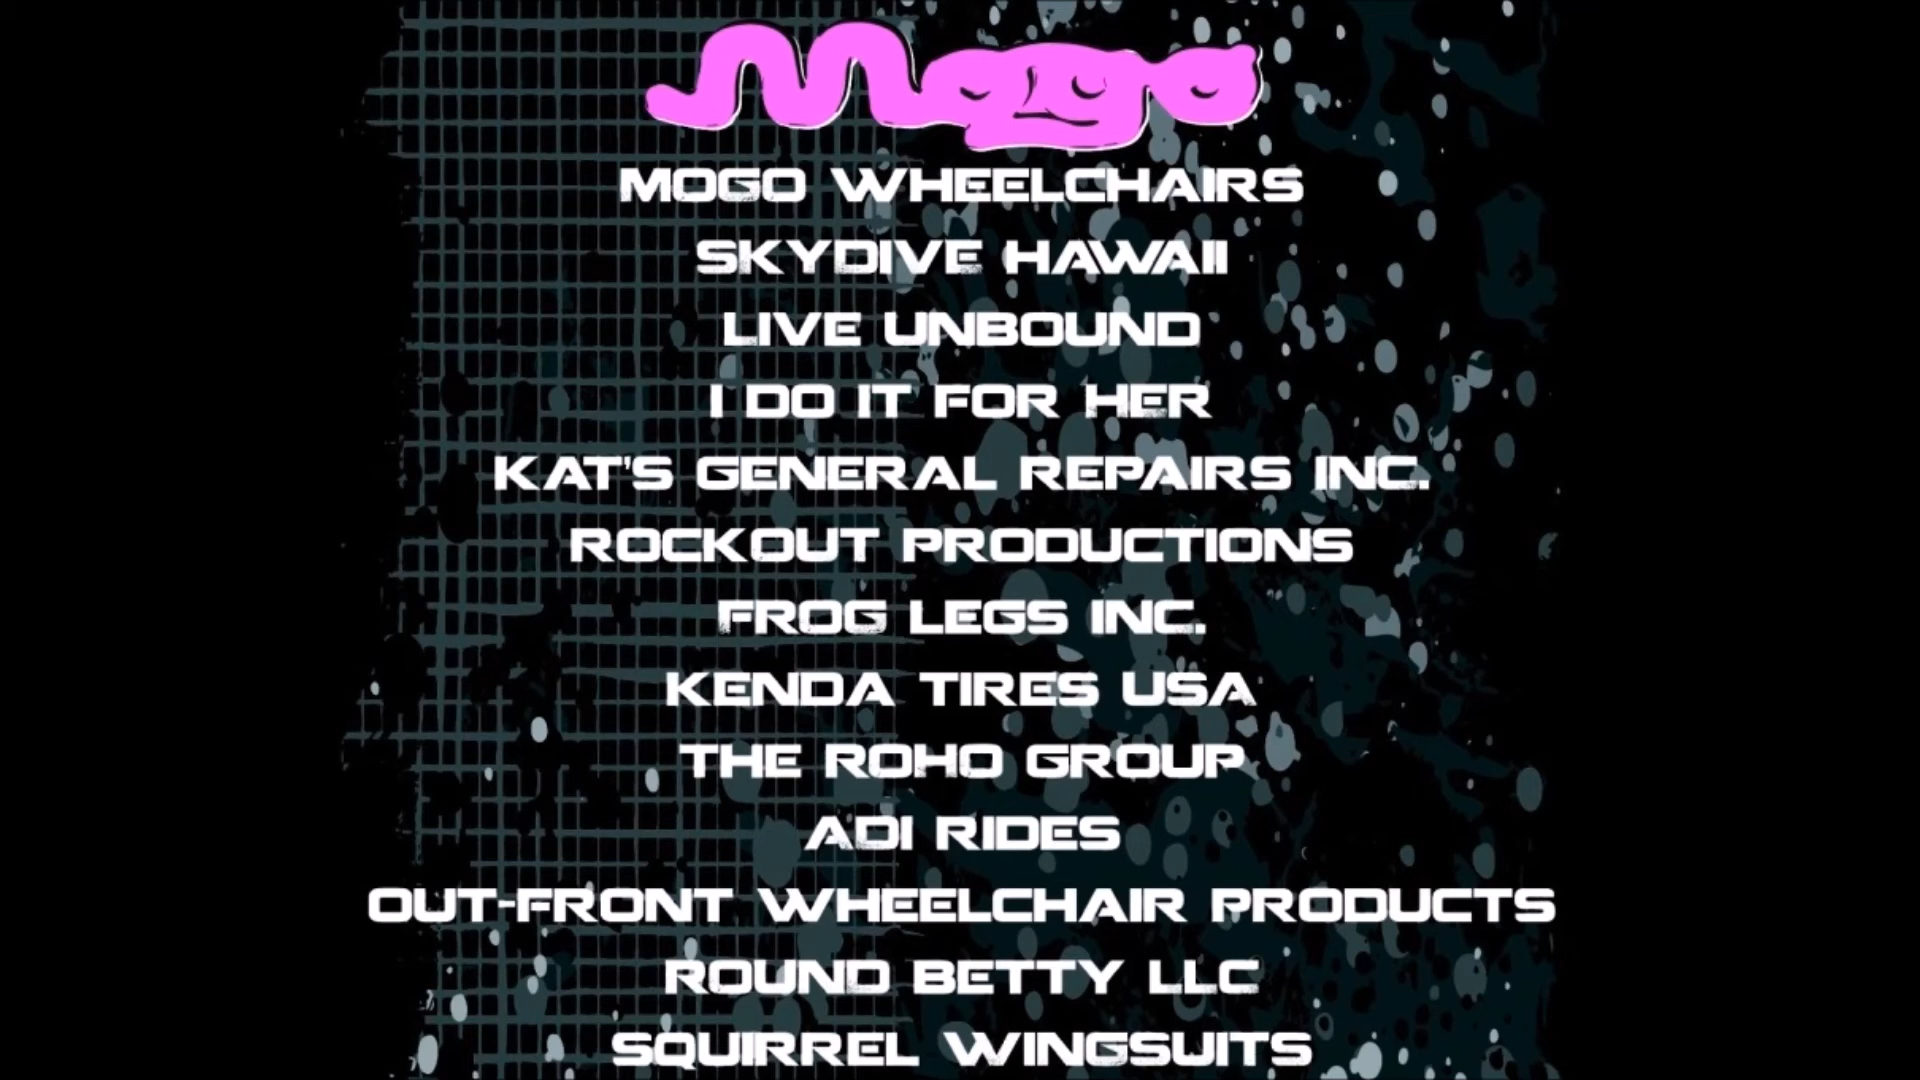 Mogo
MOGO WHEELCHAIRS
SKYDIVE HAWAII
LIVE UNBOUND
I DO IT FOR HER
KAT'S GENERAL REPAIRS INC.
ROCKOUT PRODUCTIONS
FROG LEGS INC.
KENDA TIRES USA
THE ROHO GROUP
ADI RIDES
OUT-FRONT WHEELCHAIR PRODUCTS
ROUND BETTY LLC
SQUIRREL WINGSUITS